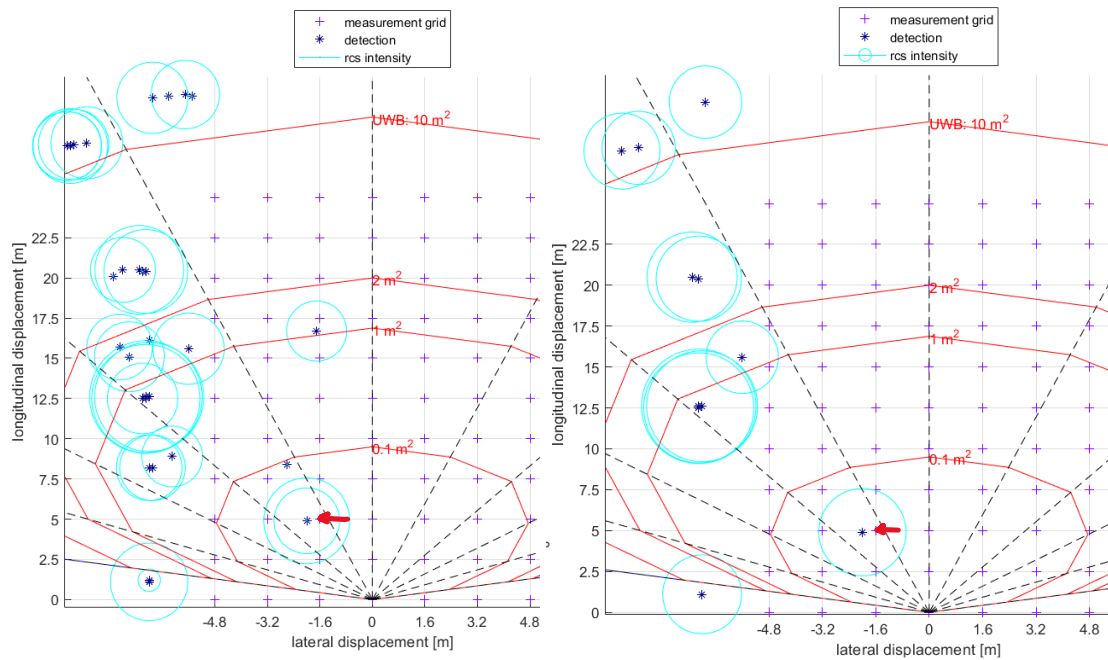 measurement grid
detection
rcs intensity
UWB: 10 m²
2 m²
1 m²
0.1 m²
22.5
20
17.5
15
12.5
10
7.5
5
2.5
0
longitudinal displacement [m]
-4.8 -3.2 -1.6 0 1.6 3.2 4.8
lateral displacement [m]
measurement grid
detection
rcs intensity
UWB: 10 m²
2 m²
1 m²
0.1 m²
22.5
20
17.5
15
12.5
10
7.5
5
2.5
0
longitudinal displacement [m]
-4.8 -3.2 -1.6 0 1.6 3.2 4.8
lateral displacement [m]